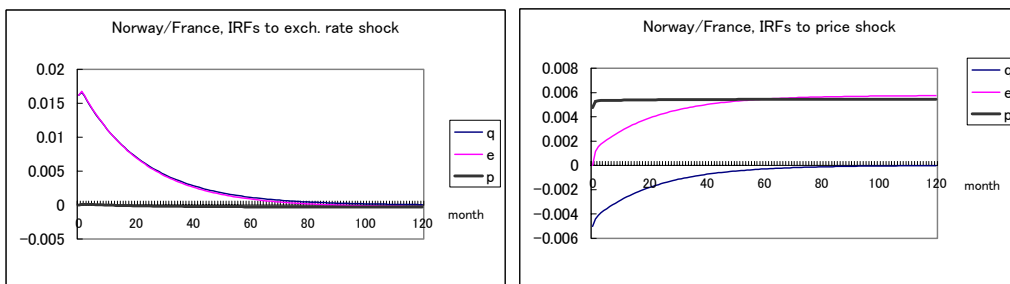 Norway/France, IRFs to exch. rate shock
0.02
0.015
0.01
0.005
0
−0.005
0 20 40 60 80 100 120
month
q
e
p
Norway/France, IRFs to price shock
0.008
0.006
0.004
0.002
0
−0.002
−0.004
−0.006
0 20 40 60 80 100 120
month
q
e
p